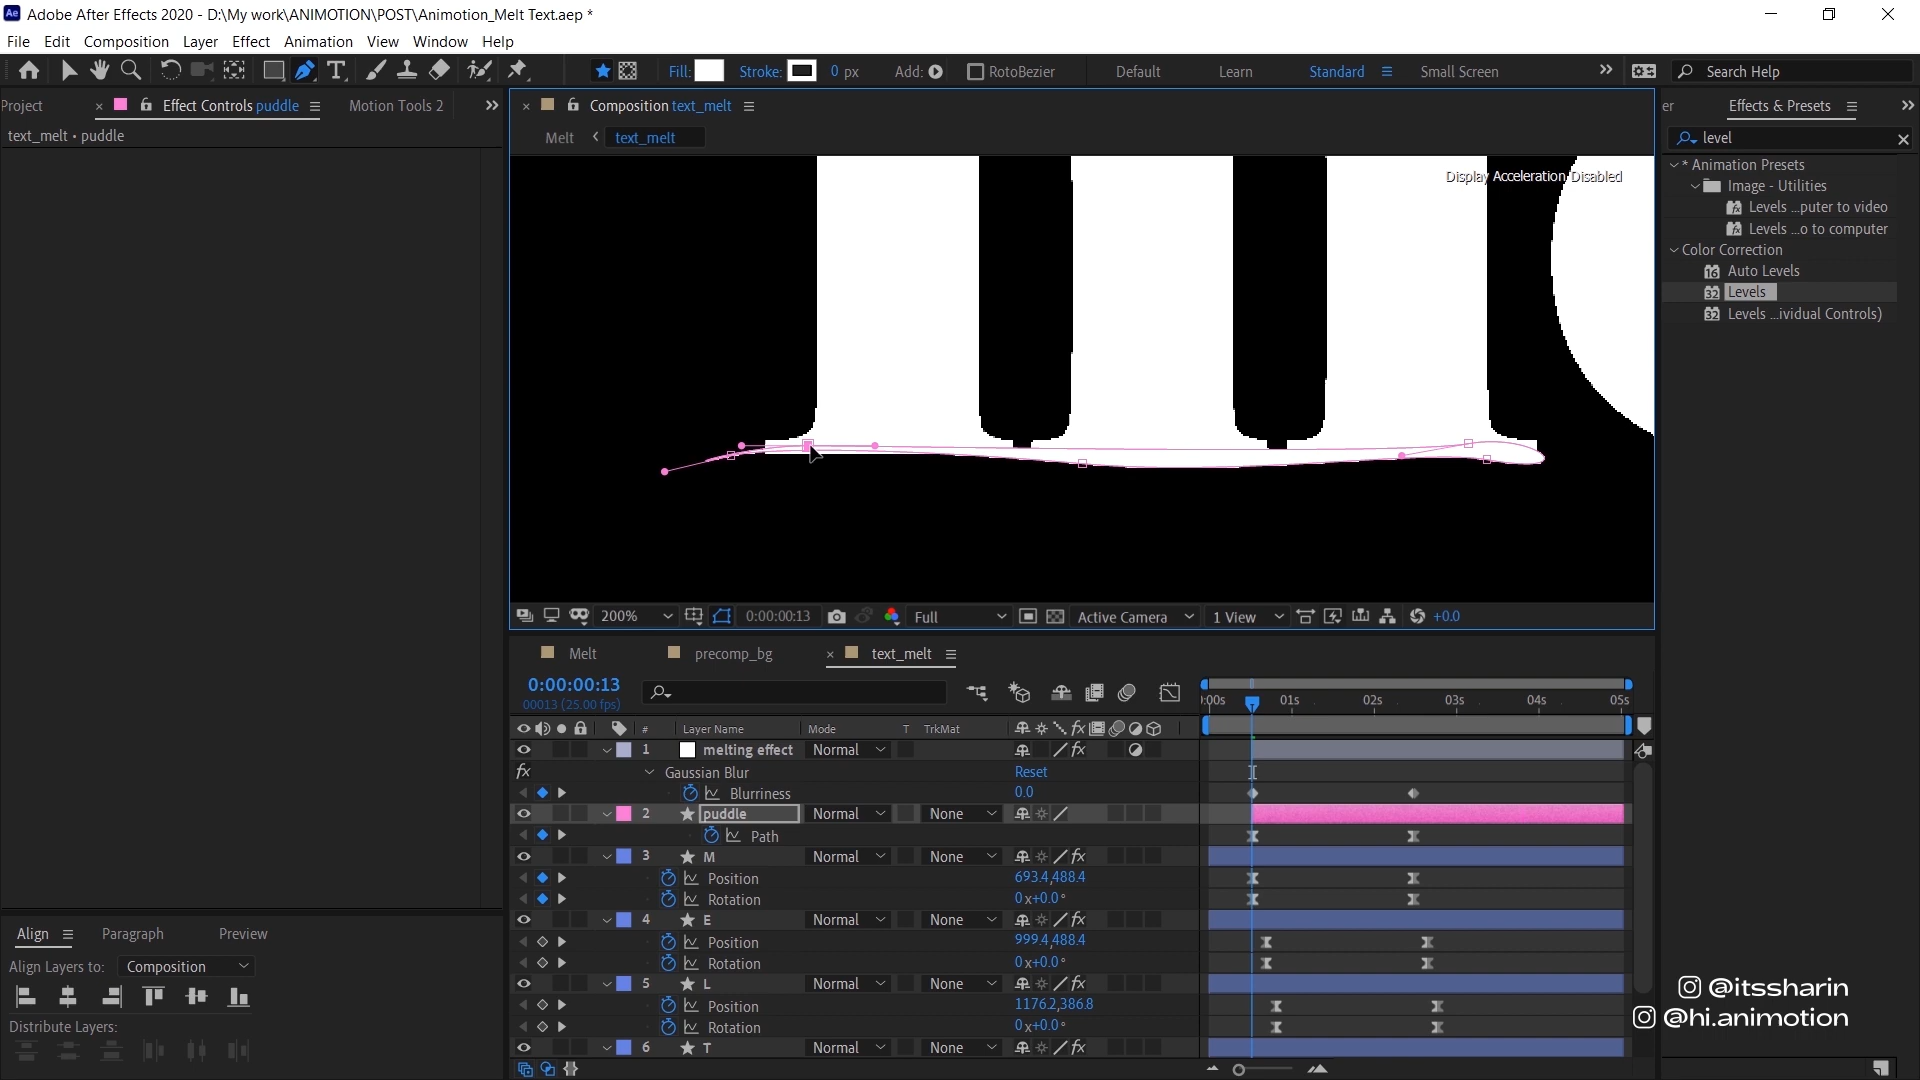 Adobe After Effects 2020 - D:\My work\ANIMOTION\POST\Animotion_Melt Text.aep *
File Edit Composition Layer Effect Animation View Window Help
Fill: Stroke: 0 px Add: RotoBezier Default Learn Standard Small Screen Search Help
Project Effect Controls puddle Motion Tools 2
text_melt • puddle
Composition text_melt
Melt text_melt
Display Acceleration Disabled
Effects & Presets
level
* Animation Presets
Image - Utilities
Levels ...puter to video
Levels ...o to computer
Color Correction
Auto Levels
Levels
Levels ...ividual Controls)
200% 0:00:00:13 Full Active Camera 1 View +0.0
Melt precomp_bg text_melt
0:00:00:13
00013 (25.00 fps)
:00s 01s 02s 03s 04s 05s
# Layer Name Mode T TrkMat
1 melting effect Normal
Gaussian Blur Reset
Blurriness 0.0
2 puddle Normal None
Path
3 M Normal None
Position 693.4,488.4
Rotation 0x+0.0°
4 E Normal None
Position 999.4,488.4
Rotation 0x+0.0°
5 L Normal None
Position 1176.2,386.8
Rotation 0x+0.0°
6 T Normal None
Align Paragraph Preview
Align Layers to: Composition
Distribute Layers:
@itssharin
@hi.animotion